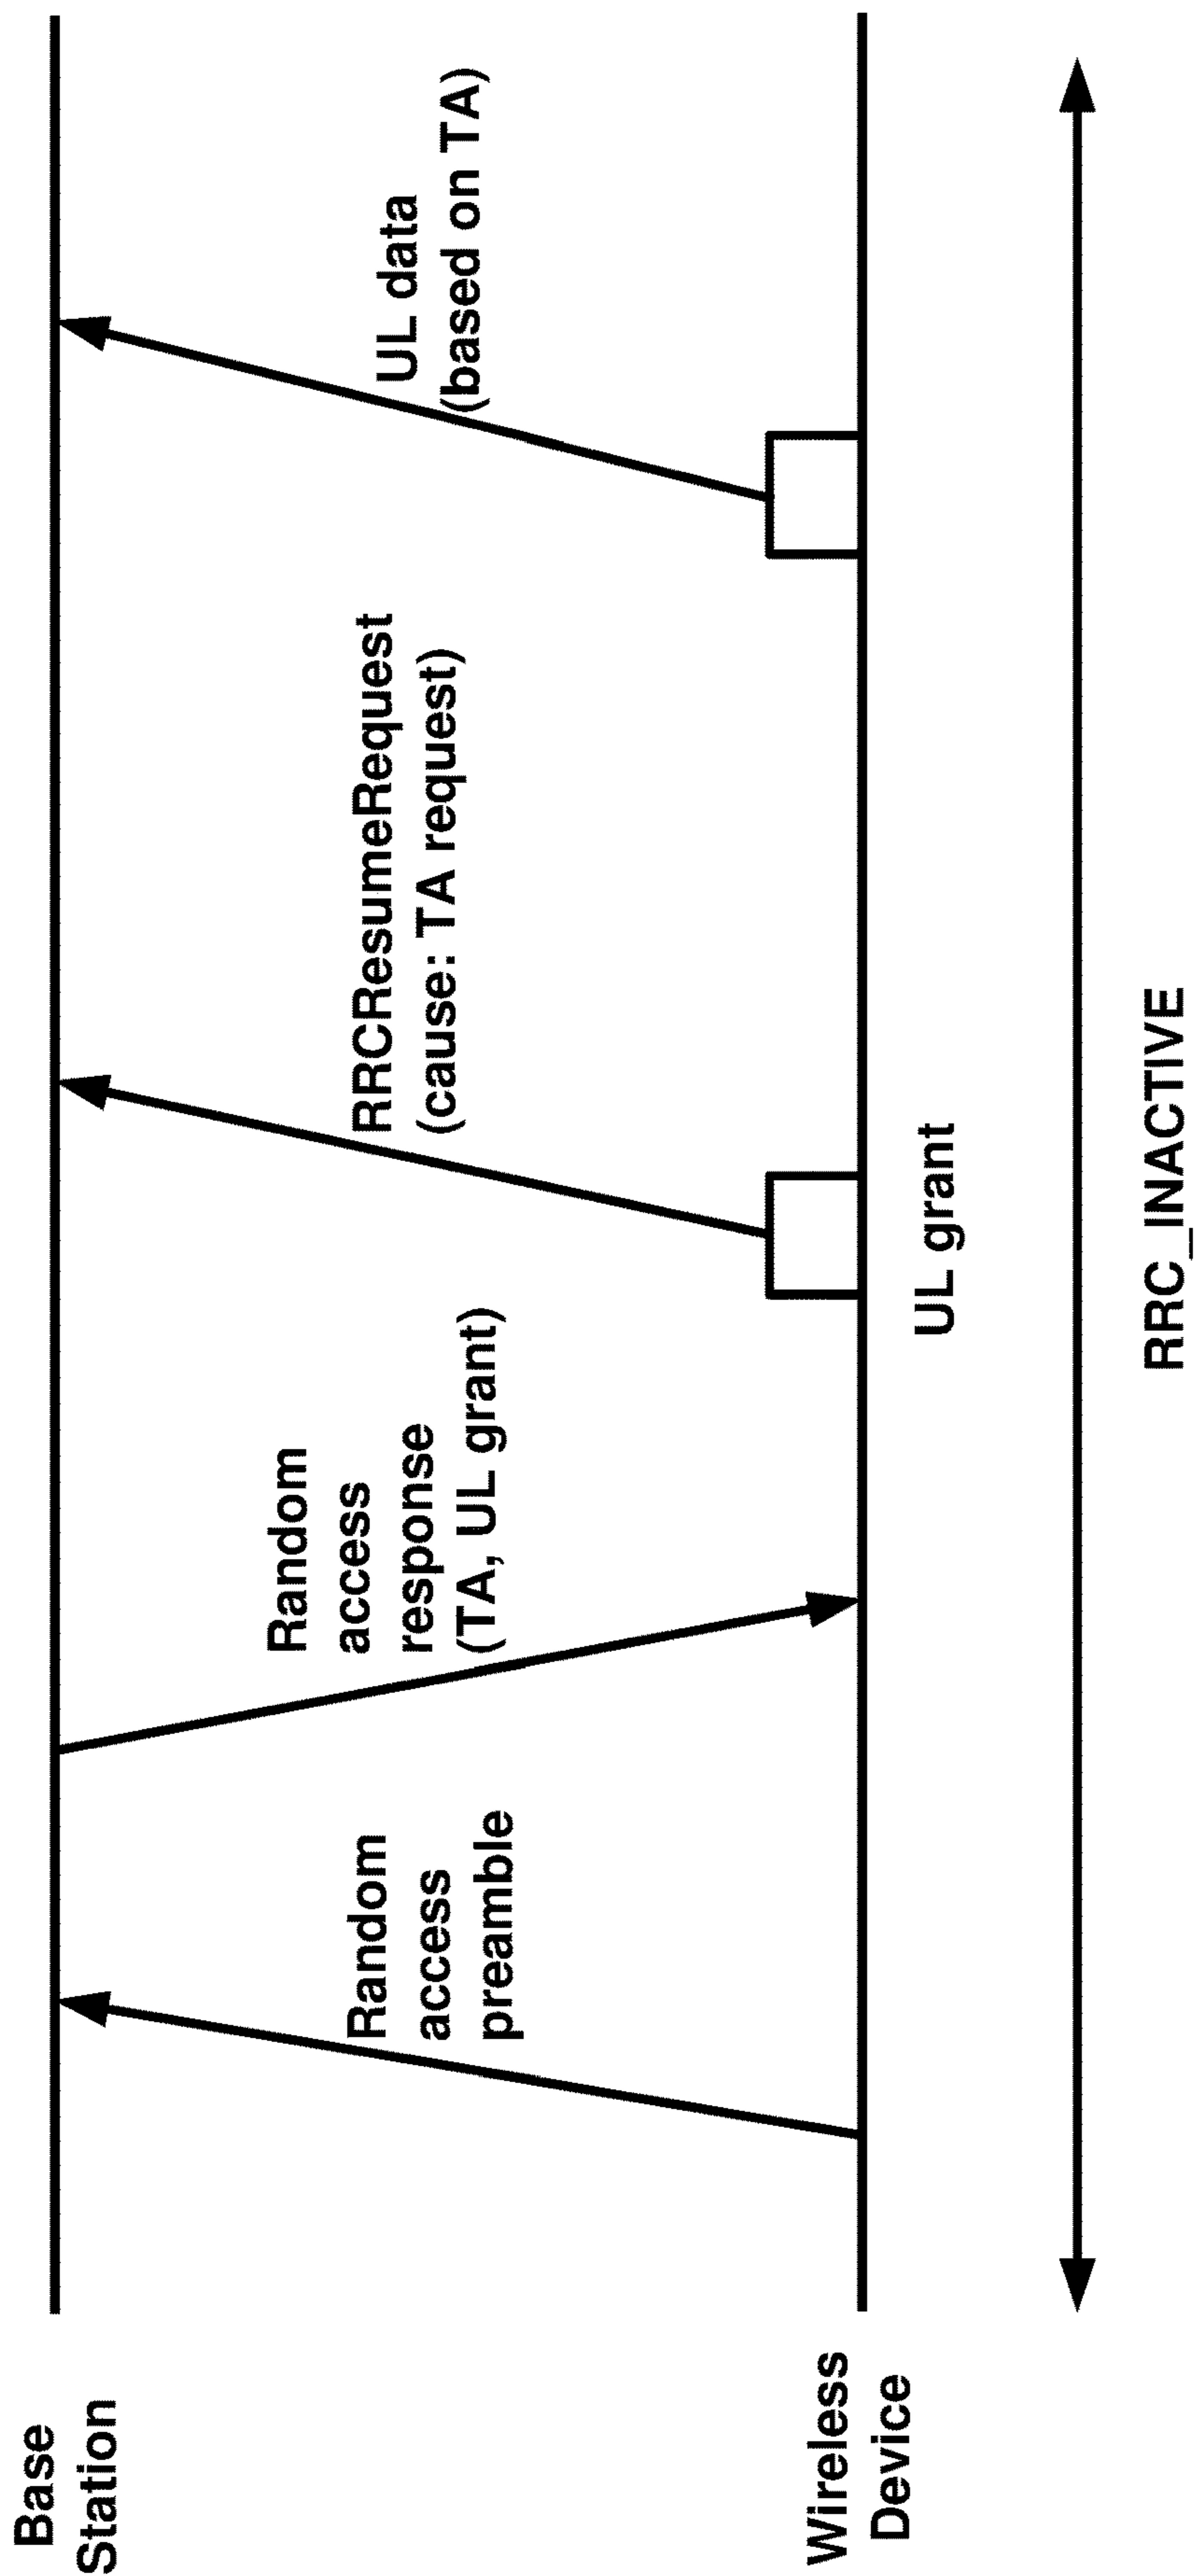 Base
Station
Random
access
preamble
Random
access
response
(TA, UL grant)
RRCResumeRequest
(cause: TA request)
UL data
(based on TA)
Wireless
Device
UL grant
RRC_INACTIVE